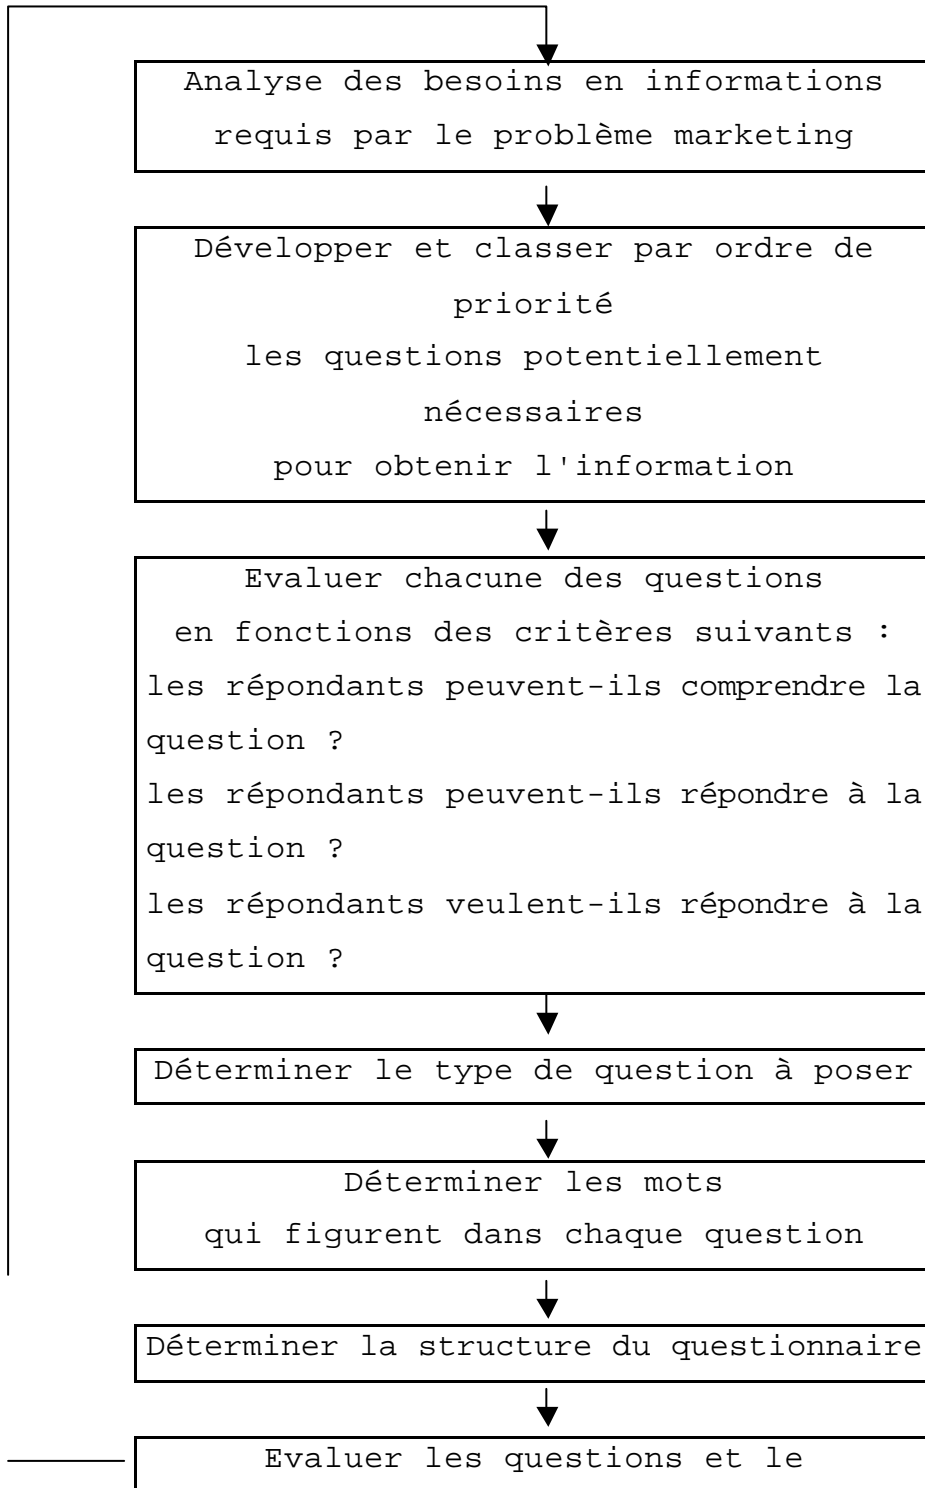 Analyse des besoins en informations
requis par le problème marketing
Développer et classer par ordre de
priorité
les questions potentiellement
nécessaires
pour obtenir l'information
Evaluer chacune des questions
en fonctions des critères suivants :
les répondants peuvent-ils comprendre la
question ?
les répondants peuvent-ils répondre à la
question ?
les répondants veulent-ils répondre à la
question ?
Déterminer le type de question à poser
Déterminer les mots
qui figurent dans chaque question
Déterminer la structure du questionnaire
Evaluer les questions et le